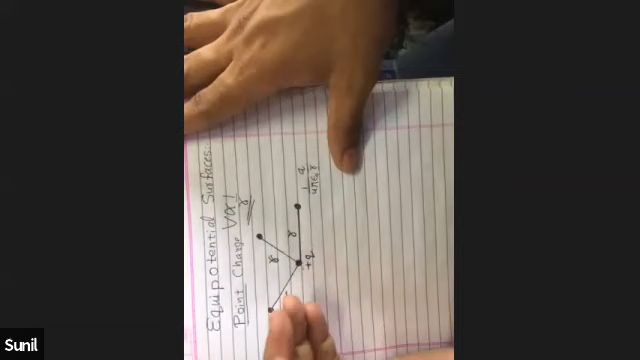 Equipotential Surfaces:
Point Charge V∝1/r
r
r
+q
1/4πε₀ q/r
Sunil